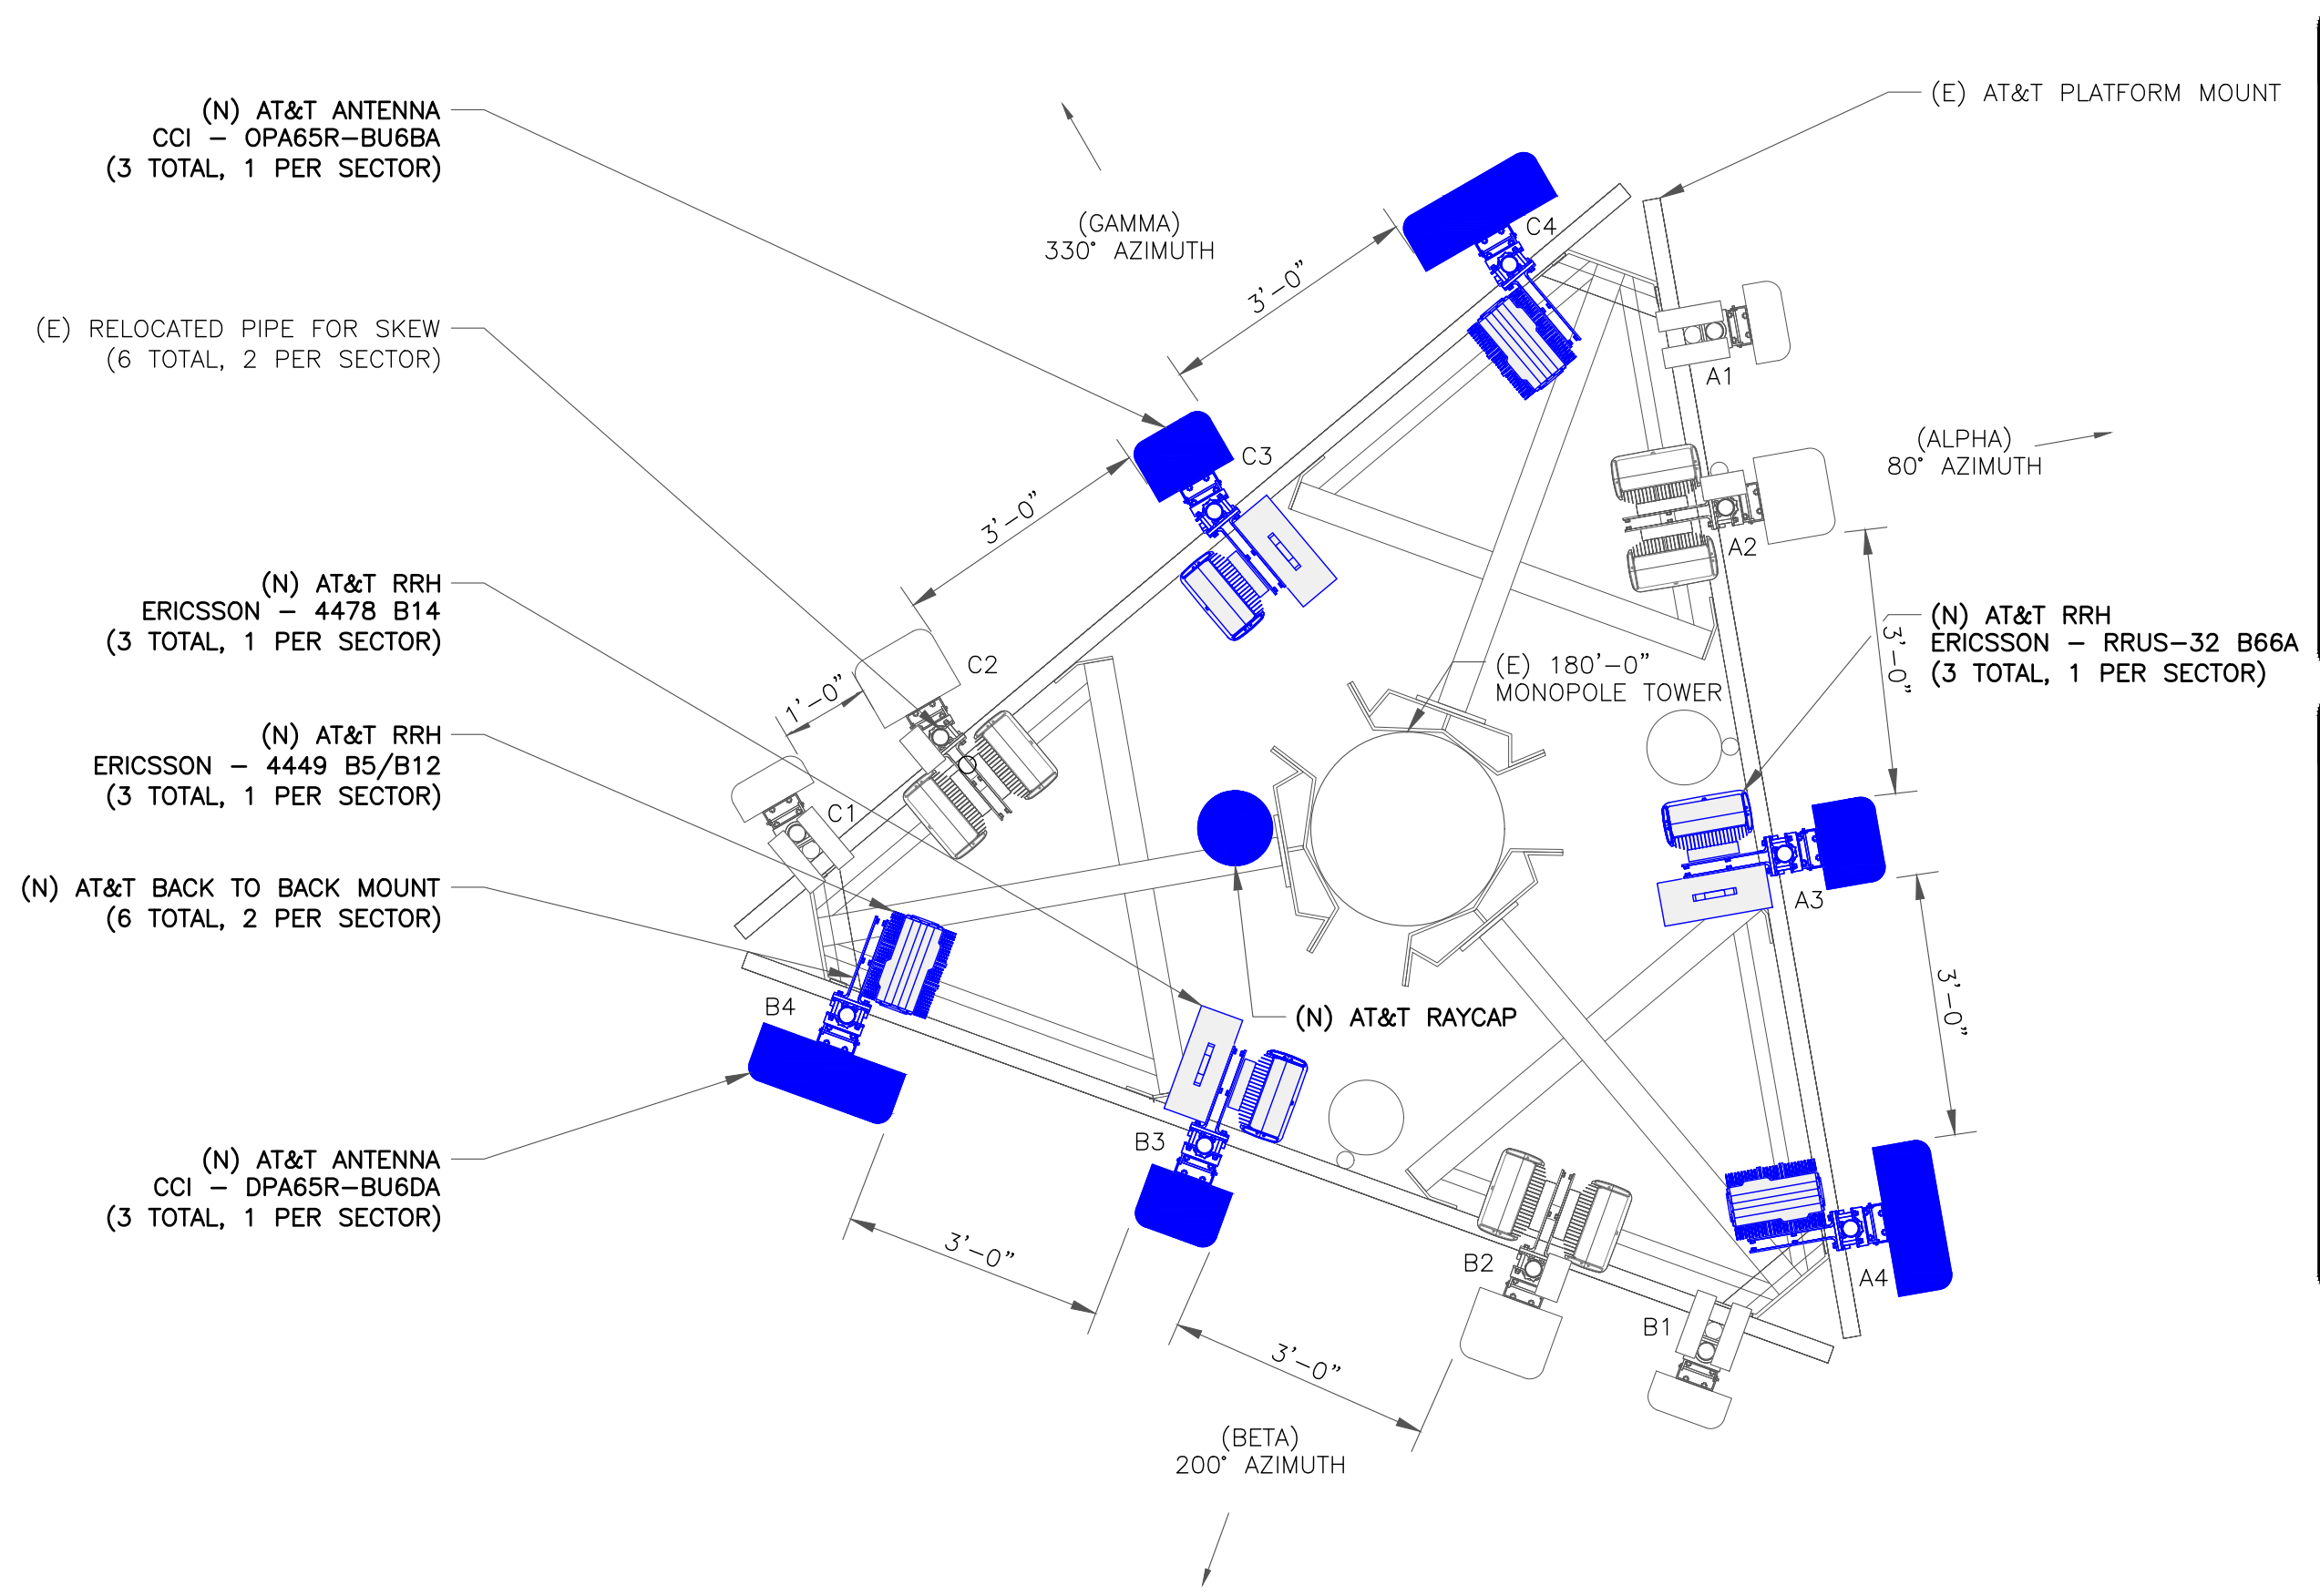 (N) AT&T ANTENNA
CCI - OPA65R-BU6BA
(3 TOTAL, 1 PER SECTOR)
(E) RELOCATED PIPE FOR SKEW
(6 TOTAL, 2 PER SECTOR)
(N) AT&T RRH
ERICSSON - 4478 B14
(3 TOTAL, 1 PER SECTOR)
(N) AT&T RRH
ERICSSON - 4449 B5/B12
(3 TOTAL, 1 PER SECTOR)
(N) AT&T BACK TO BACK MOUNT
(6 TOTAL, 2 PER SECTOR)
(N) AT&T ANTENNA
CCI - DPA65R-BU6DA
(3 TOTAL, 1 PER SECTOR)
(GAMMA)
330° AZIMUTH
3'-0"
C4
C3
3'-0"
C2
1'-0"
C1
(E) AT&T PLATFORM MOUNT
A1
(ALPHA)
80° AZIMUTH
A2
3'-0"
(N) AT&T RRH
ERICSSON - RRUS-32 B66A
(3 TOTAL, 1 PER SECTOR)
(E) 180'-0"
MONOPOLE TOWER
A3
3'-0"
A4
(N) AT&T RAYCAP
B4
B3
3'-0"
B2
B1
3'-0"
(BETA)
200° AZIMUTH